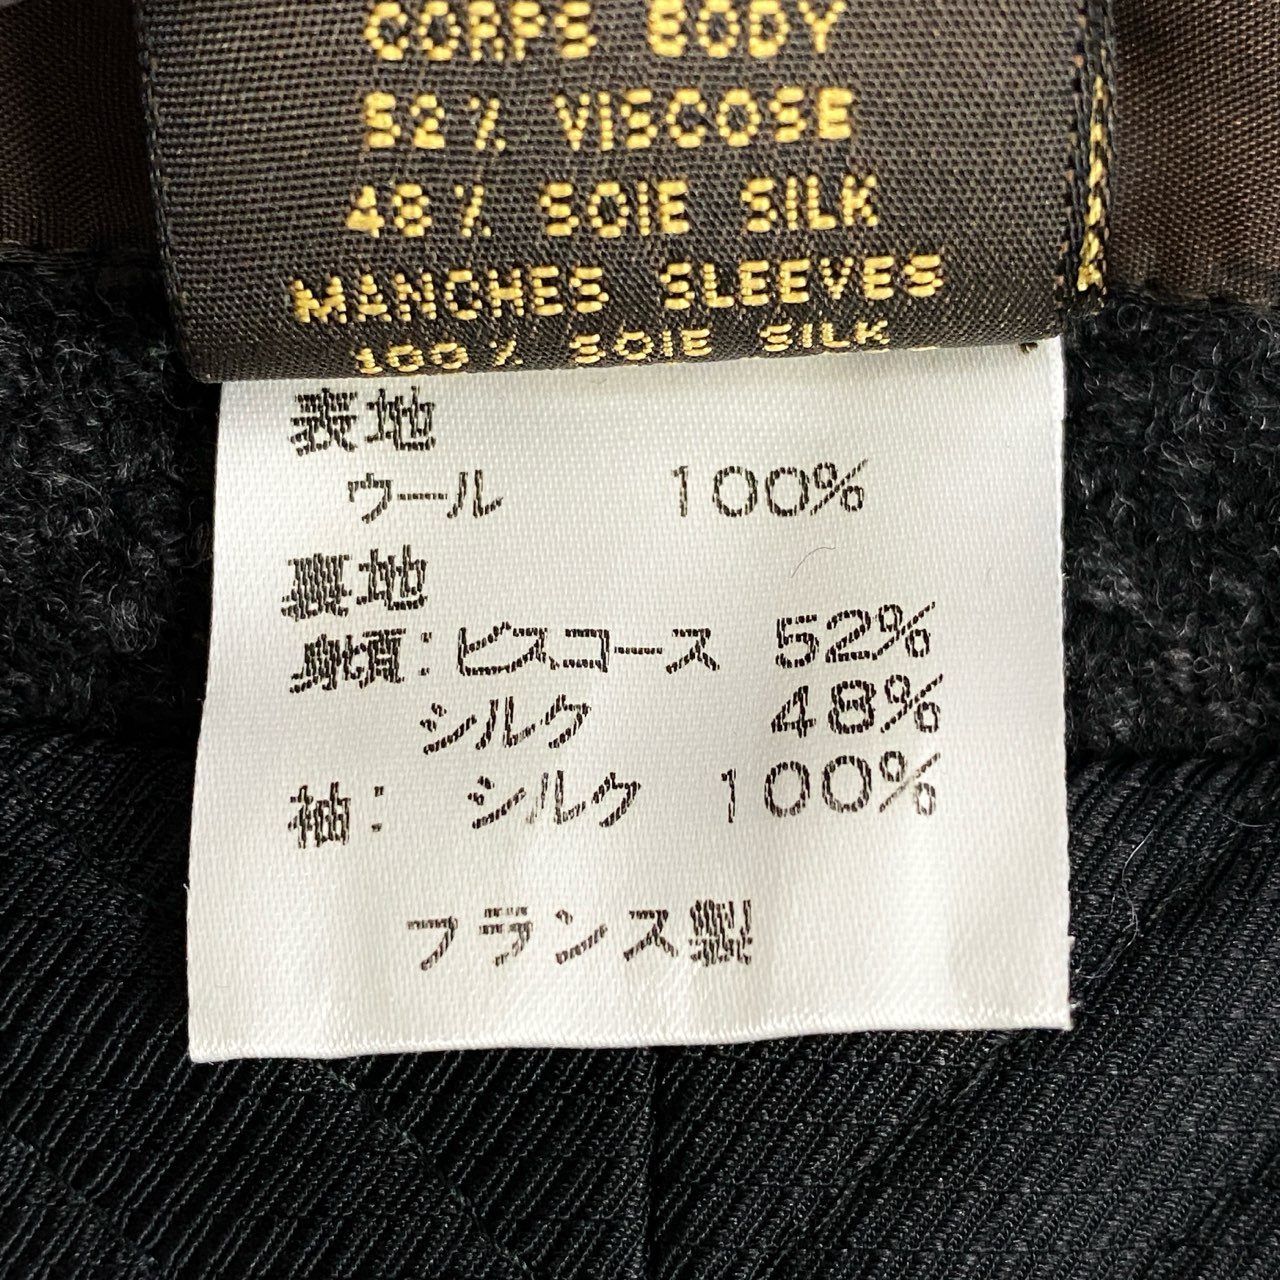 CORPS BODY
52% VISCOSE
48% SOIE SILK
MANCHES SLEEVES
100% SOIE SILK
表地
ウール 100%
裏地
身頃: ビスコース 52%
シルク 48%
袖: シルク 100%
フランス製